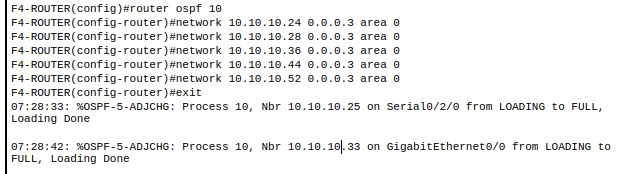 F4-ROUTER(config)#router ospf 10
F4-ROUTER(config-router)#network 10.10.10.24 0.0.0.3 area 0
F4-ROUTER(config-router)#network 10.10.10.28 0.0.0.3 area 0
F4-ROUTER(config-router)#network 10.10.10.36 0.0.0.3 area 0
F4-ROUTER(config-router)#network 10.10.10.44 0.0.0.3 area 0
F4-ROUTER(config-router)#network 10.10.10.52 0.0.0.3 area 0
F4-ROUTER(config-router)#exit
07:28:33: %OSPF-5-ADJCHG: Process 10, Nbr 10.10.10.25 on Serial0/2/0 from LOADING to FULL,
Loading Done
07:28:42: %OSPF-5-ADJCHG: Process 10, Nbr 10.10.10.33 on GigabitEthernet0/0 from LOADING to
FULL, Loading Done